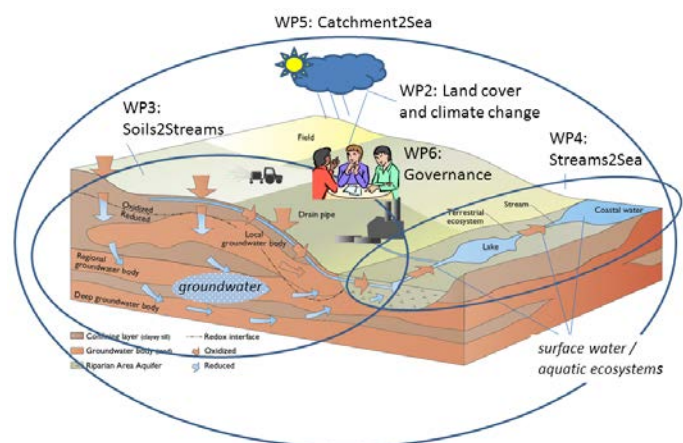 WP5: Catchment2Sea
WP3:
Soils2Streams
WP2: Land cover
and climate change
WP4:
Streams2Sea
Field
WP6:
Governance
Drain pipe
Stream
Terrestrial
ecosystem
Coastal water
Lake
Oxidized
Reduced
Local
groundwater body
Regional
groundwater body
groundwater
Deep groundwater body
Confining layer (clayey till)
Groundwater body
Riparian Area Aquifer
Redox interface
Oxidized
Reduced
surface water /
aquatic ecosystems